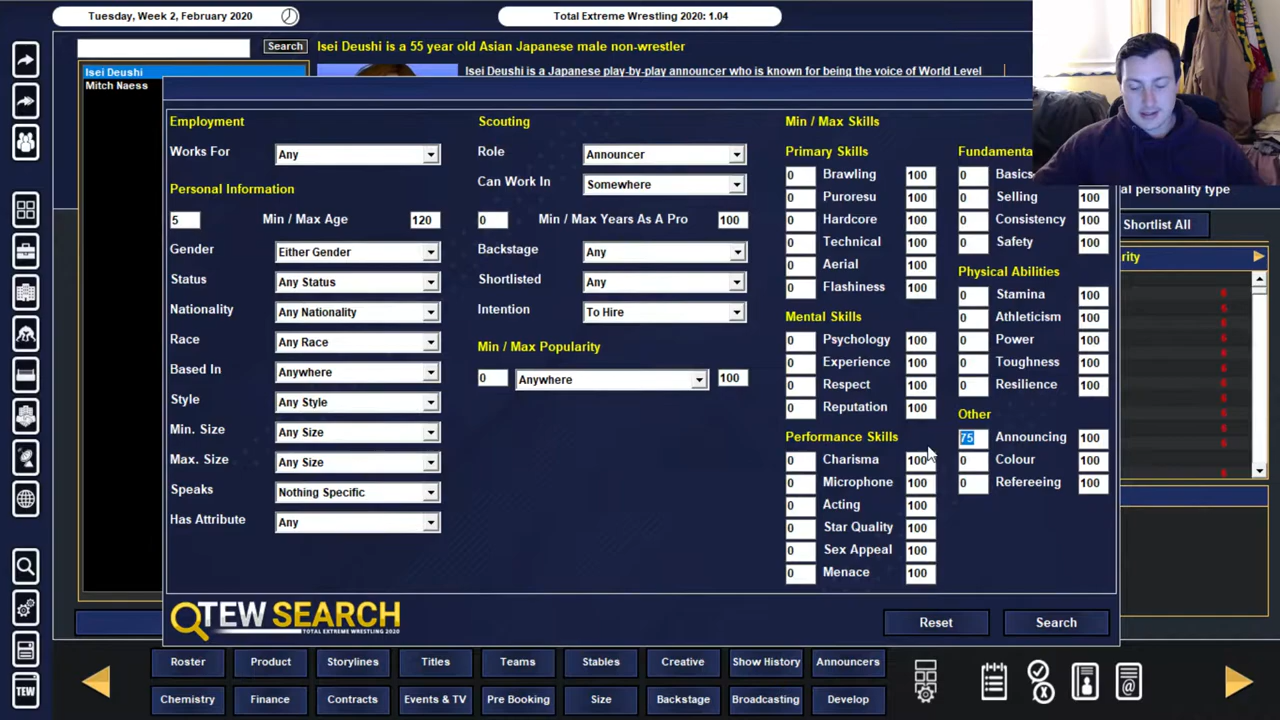 Tuesday, Week 2, February 2020
Total Extreme Wrestling 2020: 1.04
Search
Isei Deushi is a 55 year old Asian Japanese male non-wrestler
Isei Deushi
Mitch Naess
Isei Deushi is a Japanese play-by-play announcer who is known for being the voice of World Level
al personality type
Shortlist All
rity
Employment
Works For Any
Personal Information
5 Min / Max Age 120
Gender Either Gender
Status Any Status
Nationality Any Nationality
Race Any Race
Based In Anywhere
Style Any Style
Min. Size Any Size
Max. Size Any Size
Speaks Nothing Specific
Has Attribute Any
Scouting
Role Announcer
Can Work In Somewhere
0 Min / Max Years As A Pro 100
Backstage Any
Shortlisted Any
Intention To Hire
Min / Max Popularity
0 Anywhere 100
Min / Max Skills
Primary Skills
0 Brawling 100
0 Puroresu 100
0 Hardcore 100
0 Technical 100
0 Aerial 100
0 Flashiness 100
Mental Skills
0 Psychology 100
0 Experience 100
0 Respect 100
0 Reputation 100
Performance Skills
0 Charisma 100
0 Microphone 100
0 Acting 100
0 Star Quality 100
0 Sex Appeal 100
0 Menace 100
Fundamenta
0 Basics
0 Selling 100
0 Consistency 100
0 Safety 100
Physical Abilities
0 Stamina 100
0 Athleticism 100
0 Power 100
0 Toughness 100
0 Resilience 100
Other
75 Announcing 100
0 Colour 100
0 Refereeing 100
TEW SEARCH
TOTAL EXTREME WRESTLING 2020
Reset
Search
Roster Product Storylines Titles Teams Stables Creative Show History Announcers
Chemistry Finance Contracts Events & TV Pre Booking Size Backstage Broadcasting Develop
TEW